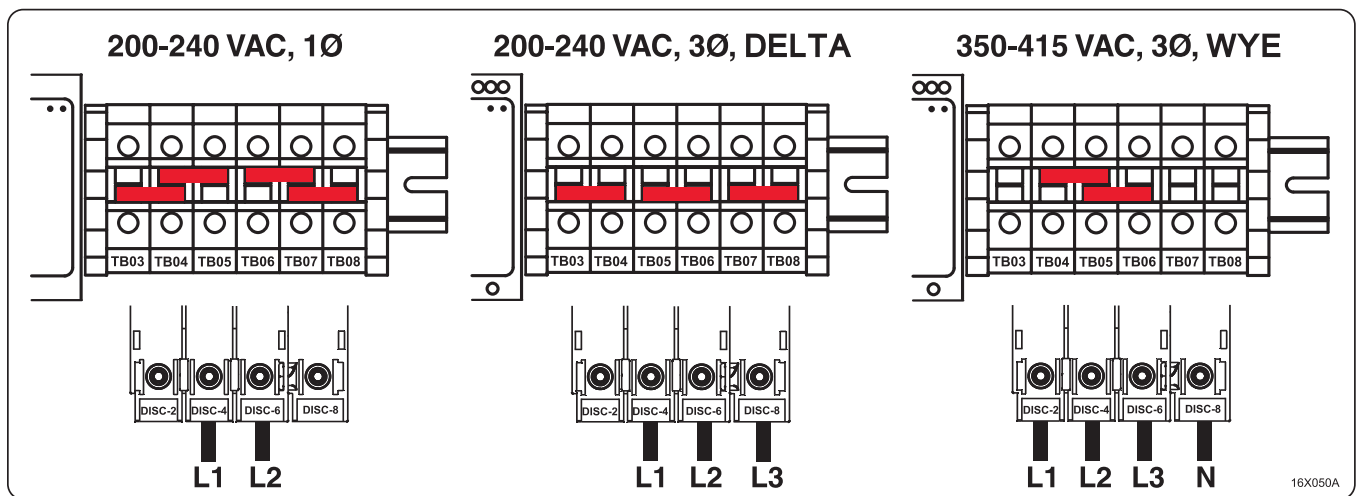 200-240 VAC, 1Ø
200-240 VAC, 3Ø, DELTA
350-415 VAC, 3Ø, WYE
TB03 TB04 TB05 TB06 TB07 TB08
TB03 TB04 TB05 TB06 TB07 TB08
TB03 TB04 TB05 TB06 TB07 TB08
DISC-2 DISC-4 DISC-6 DISC-8
DISC-2 DISC-4 DISC-6 DISC-8
DISC-2 DISC-4 DISC-6 DISC-8
L1 L2
L1 L2 L3
L1 L2 L3 N
16X050A